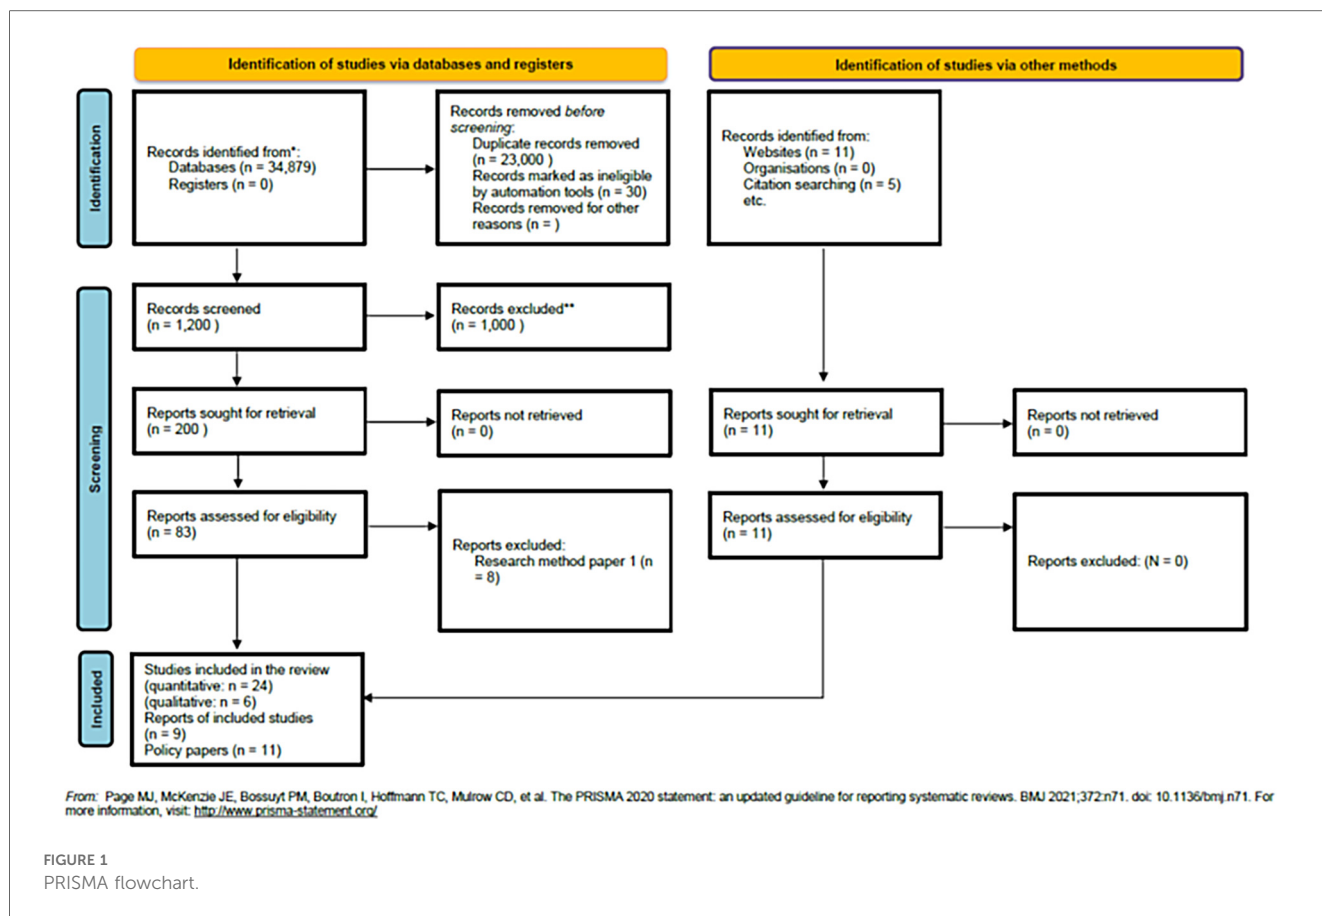 Identification of studies via databases and registers
Identification of studies via other methods
Identification
Records identified from*:
Databases (n = 34,879)
Registers (n = 0)
Records removed before
screening:
Duplicate records removed
(n = 23,000 )
Records marked as ineligible
by automation tools (n = 30)
Records removed for other
reasons (n = )
Records identified from:
Websites (n = 11)
Organisations (n = 0)
Citation searching (n = 5)
etc.
Screening
Records screened
(n = 1,200 )
Records excluded**
(n = 1,000 )
Reports sought for retrieval
(n = 200 )
Reports not retrieved
(n = 0)
Reports sought for retrieval
(n = 11)
Reports not retrieved
(n = 0)
Reports assessed for eligibility
(n = 83)
Reports excluded:
Research method paper 1 (n
= 8)
Reports assessed for eligibility
(n = 11)
Reports excluded: (N = 0)
Included
Studies included in the review
(quantitative: n = 24)
(qualitative: n = 6)
Reports of included studies
(n = 9)
Policy papers (n = 11)
From: Page MJ, McKenzie JE, Bossuyt PM, Boutron I, Hoffmann TC, Mulrow CD, et al. The PRISMA 2020 statement: an updated guideline for reporting systematic reviews. BMJ 2021;372:n71. doi: 10.1136/bmj.n71. For
more information, visit: http://www.prisma-statement.org/
FIGURE 1
PRISMA flowchart.